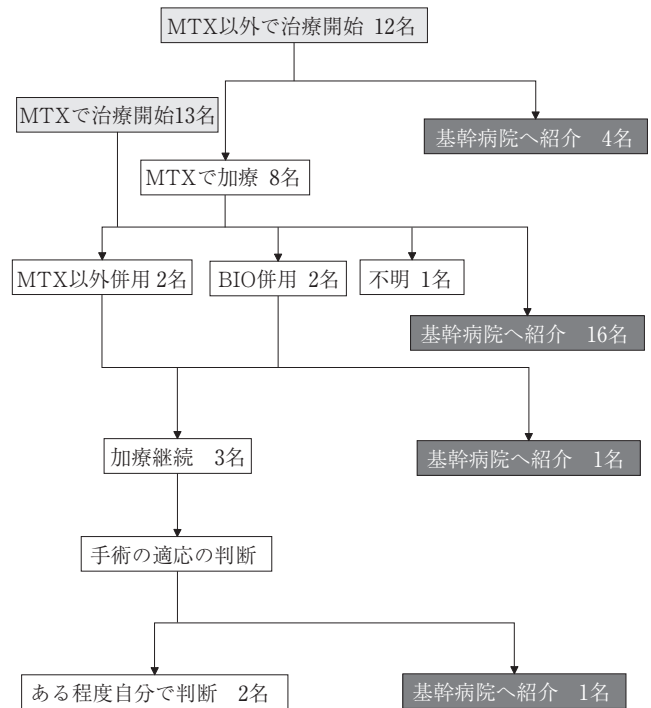 MTX以外で治療開始 12名
MTXで治療開始13名
基幹病院へ紹介 4名
MTXで加療 8名
MTX以外併用 2名
BIO併用 2名
不明 1名
基幹病院へ紹介 16名
加療継続 3名
基幹病院へ紹介 1名
手術の適応の判断
ある程度自分で判断 2名
基幹病院へ紹介 1名